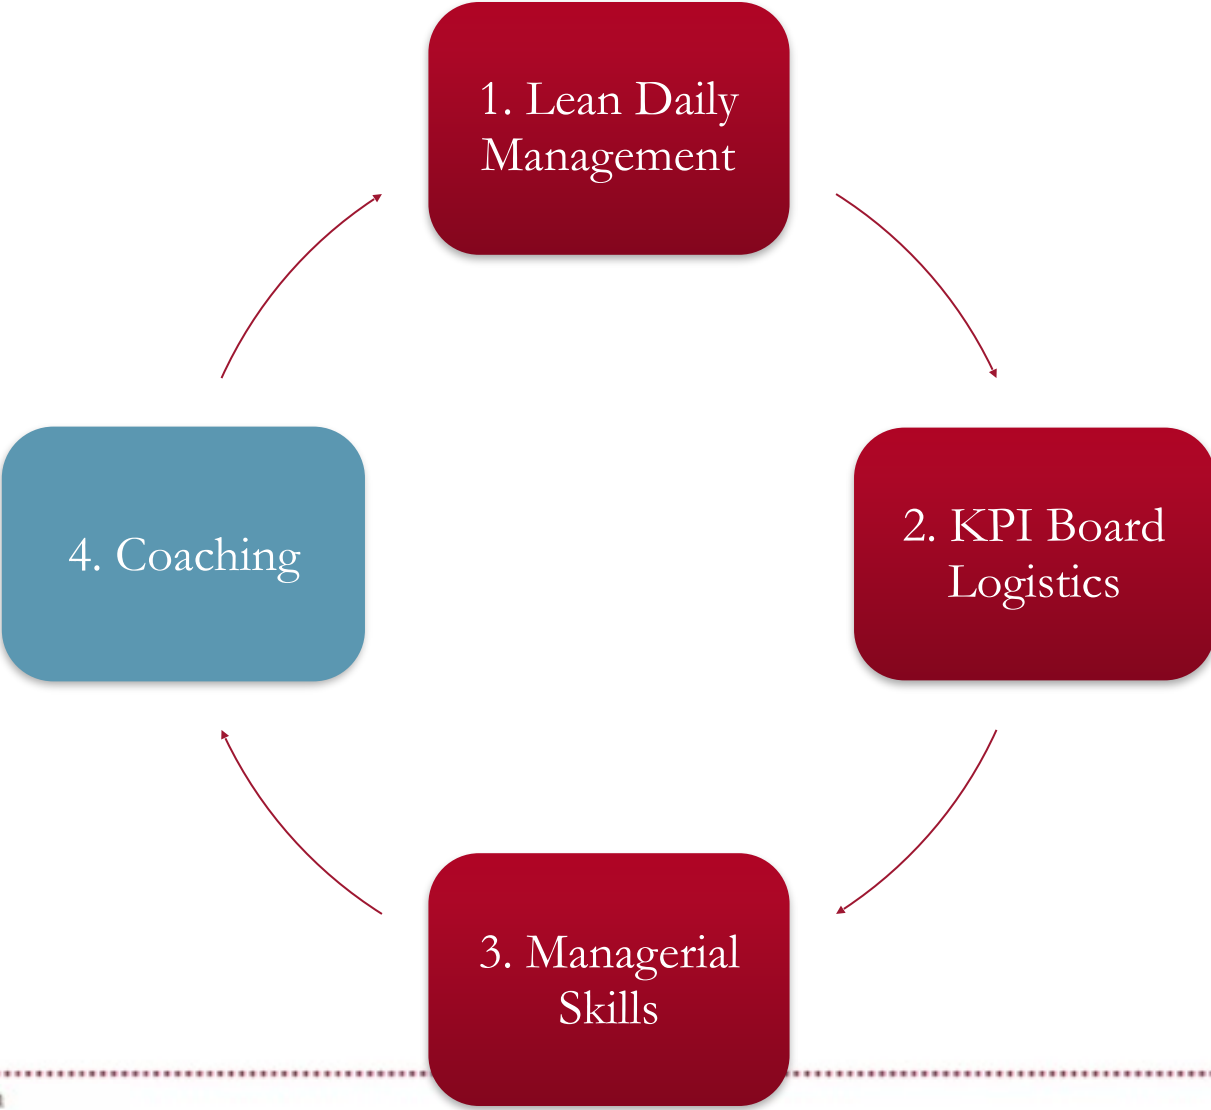 1. Lean Daily
Management
2. KPI Board
Logistics
3. Managerial
Skills
4. Coaching